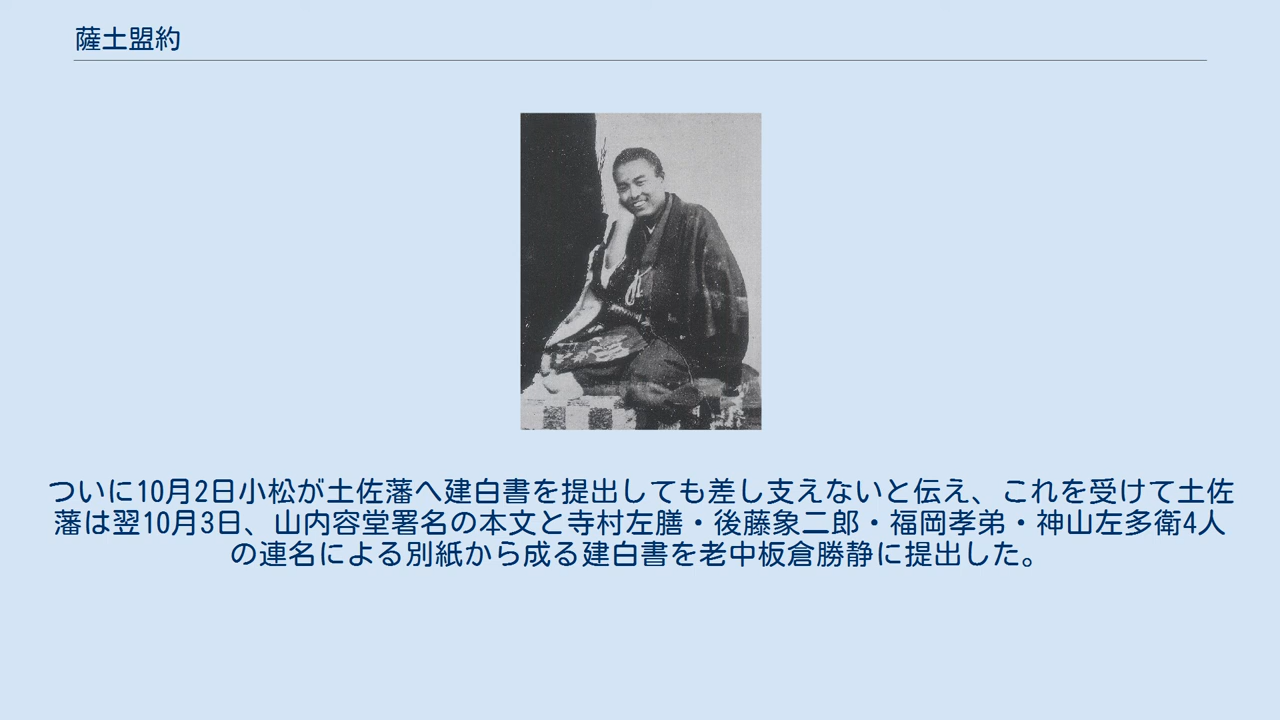 薩土盟約
ついに10月2日小松が土佐藩へ建白書を提出しても差し支えないと伝え、これを受けて土佐
藩は翌10月3日、山内容堂署名の本文と寺村左膳・後藤象二郎・福岡孝弟・神山左多衛4人
の連名による別紙から成る建白書を老中板倉勝静に提出した。